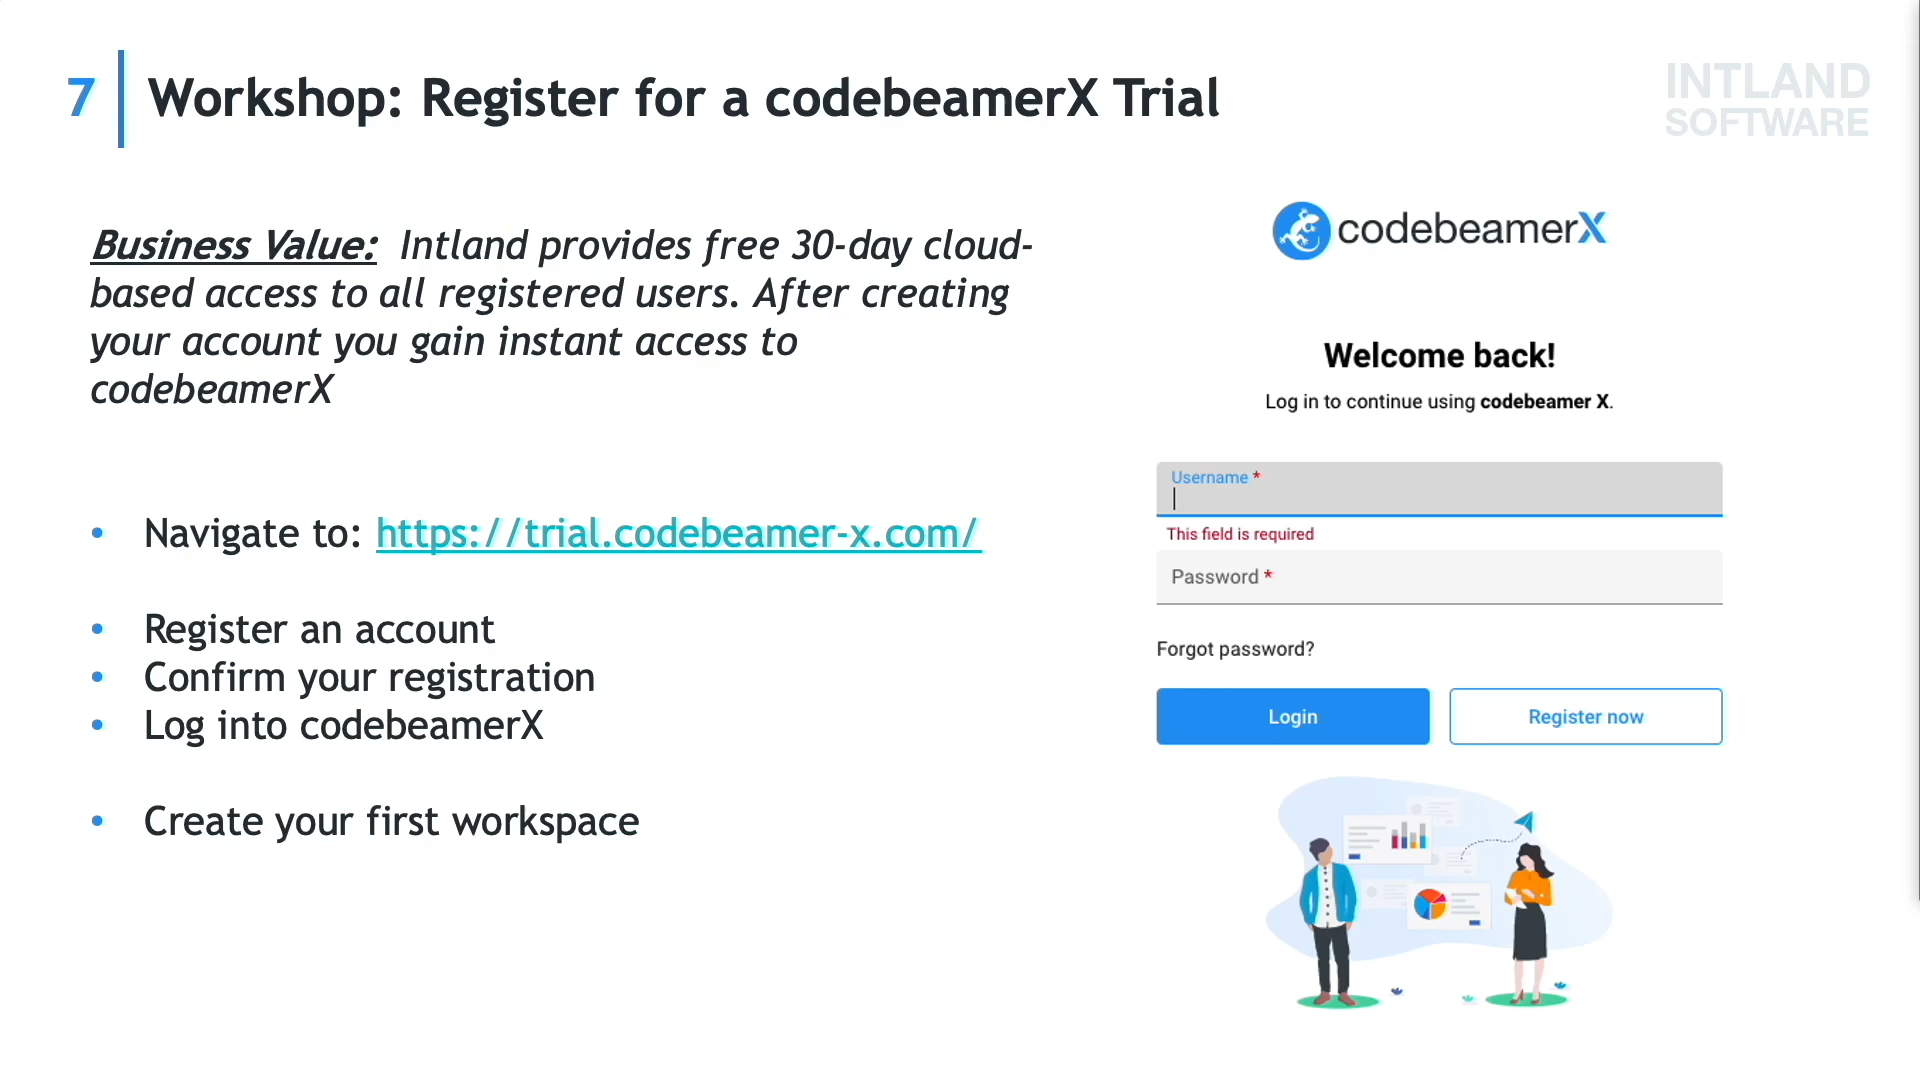 7
Workshop: Register for a codebeamerX Trial
INTLAND
SOFTWARE
Business Value: Intland provides free 30-day cloud-
based access to all registered users. After creating
your account you gain instant access to
codebeamerX
• Navigate to: https://trial.codebeamer-x.com/
• Register an account
• Confirm your registration
• Log into codebeamerX
• Create your first workspace
codebeamerX
Welcome back!
Log in to continue using codebeamer X.
Username *
This field is required
Password *
Forgot password?
Login
Register now